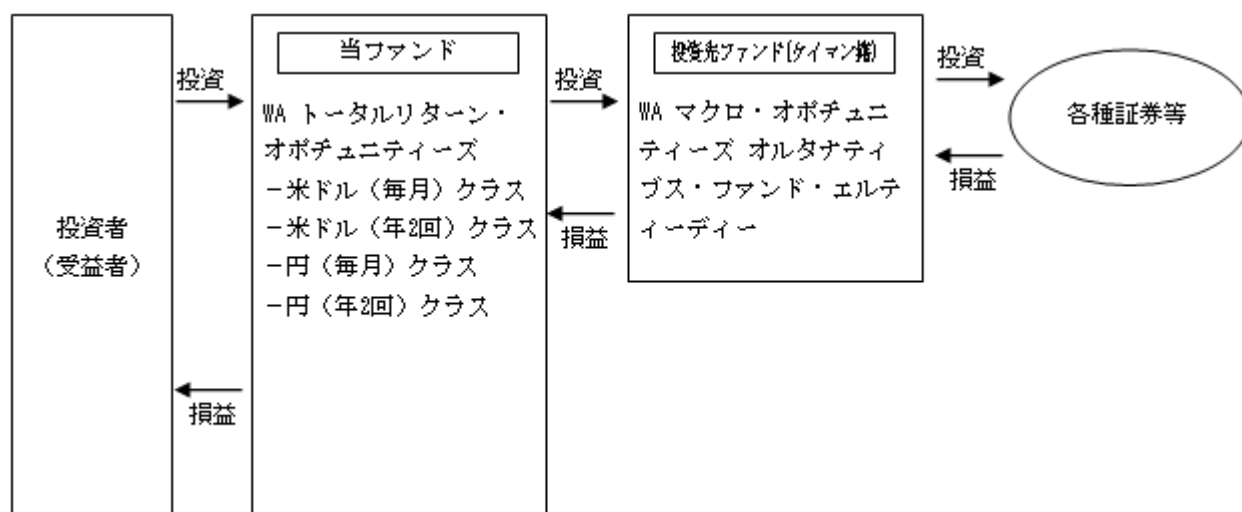 投資者
(受益者)
投資
損益
当ファンド
WA トータルリターン・
オポチュニティーズ
-米ドル(毎月)クラス
-米ドル(年2回)クラス
-円(毎月)クラス
-円(年2回)クラス
投資
損益
投資先ファンド(ケイマン籍)
WA マクロ・オポチュニ
ティーズ オルタナティ
ブス・ファンド・エルテ
ィーディー
投資
損益
各種証券等